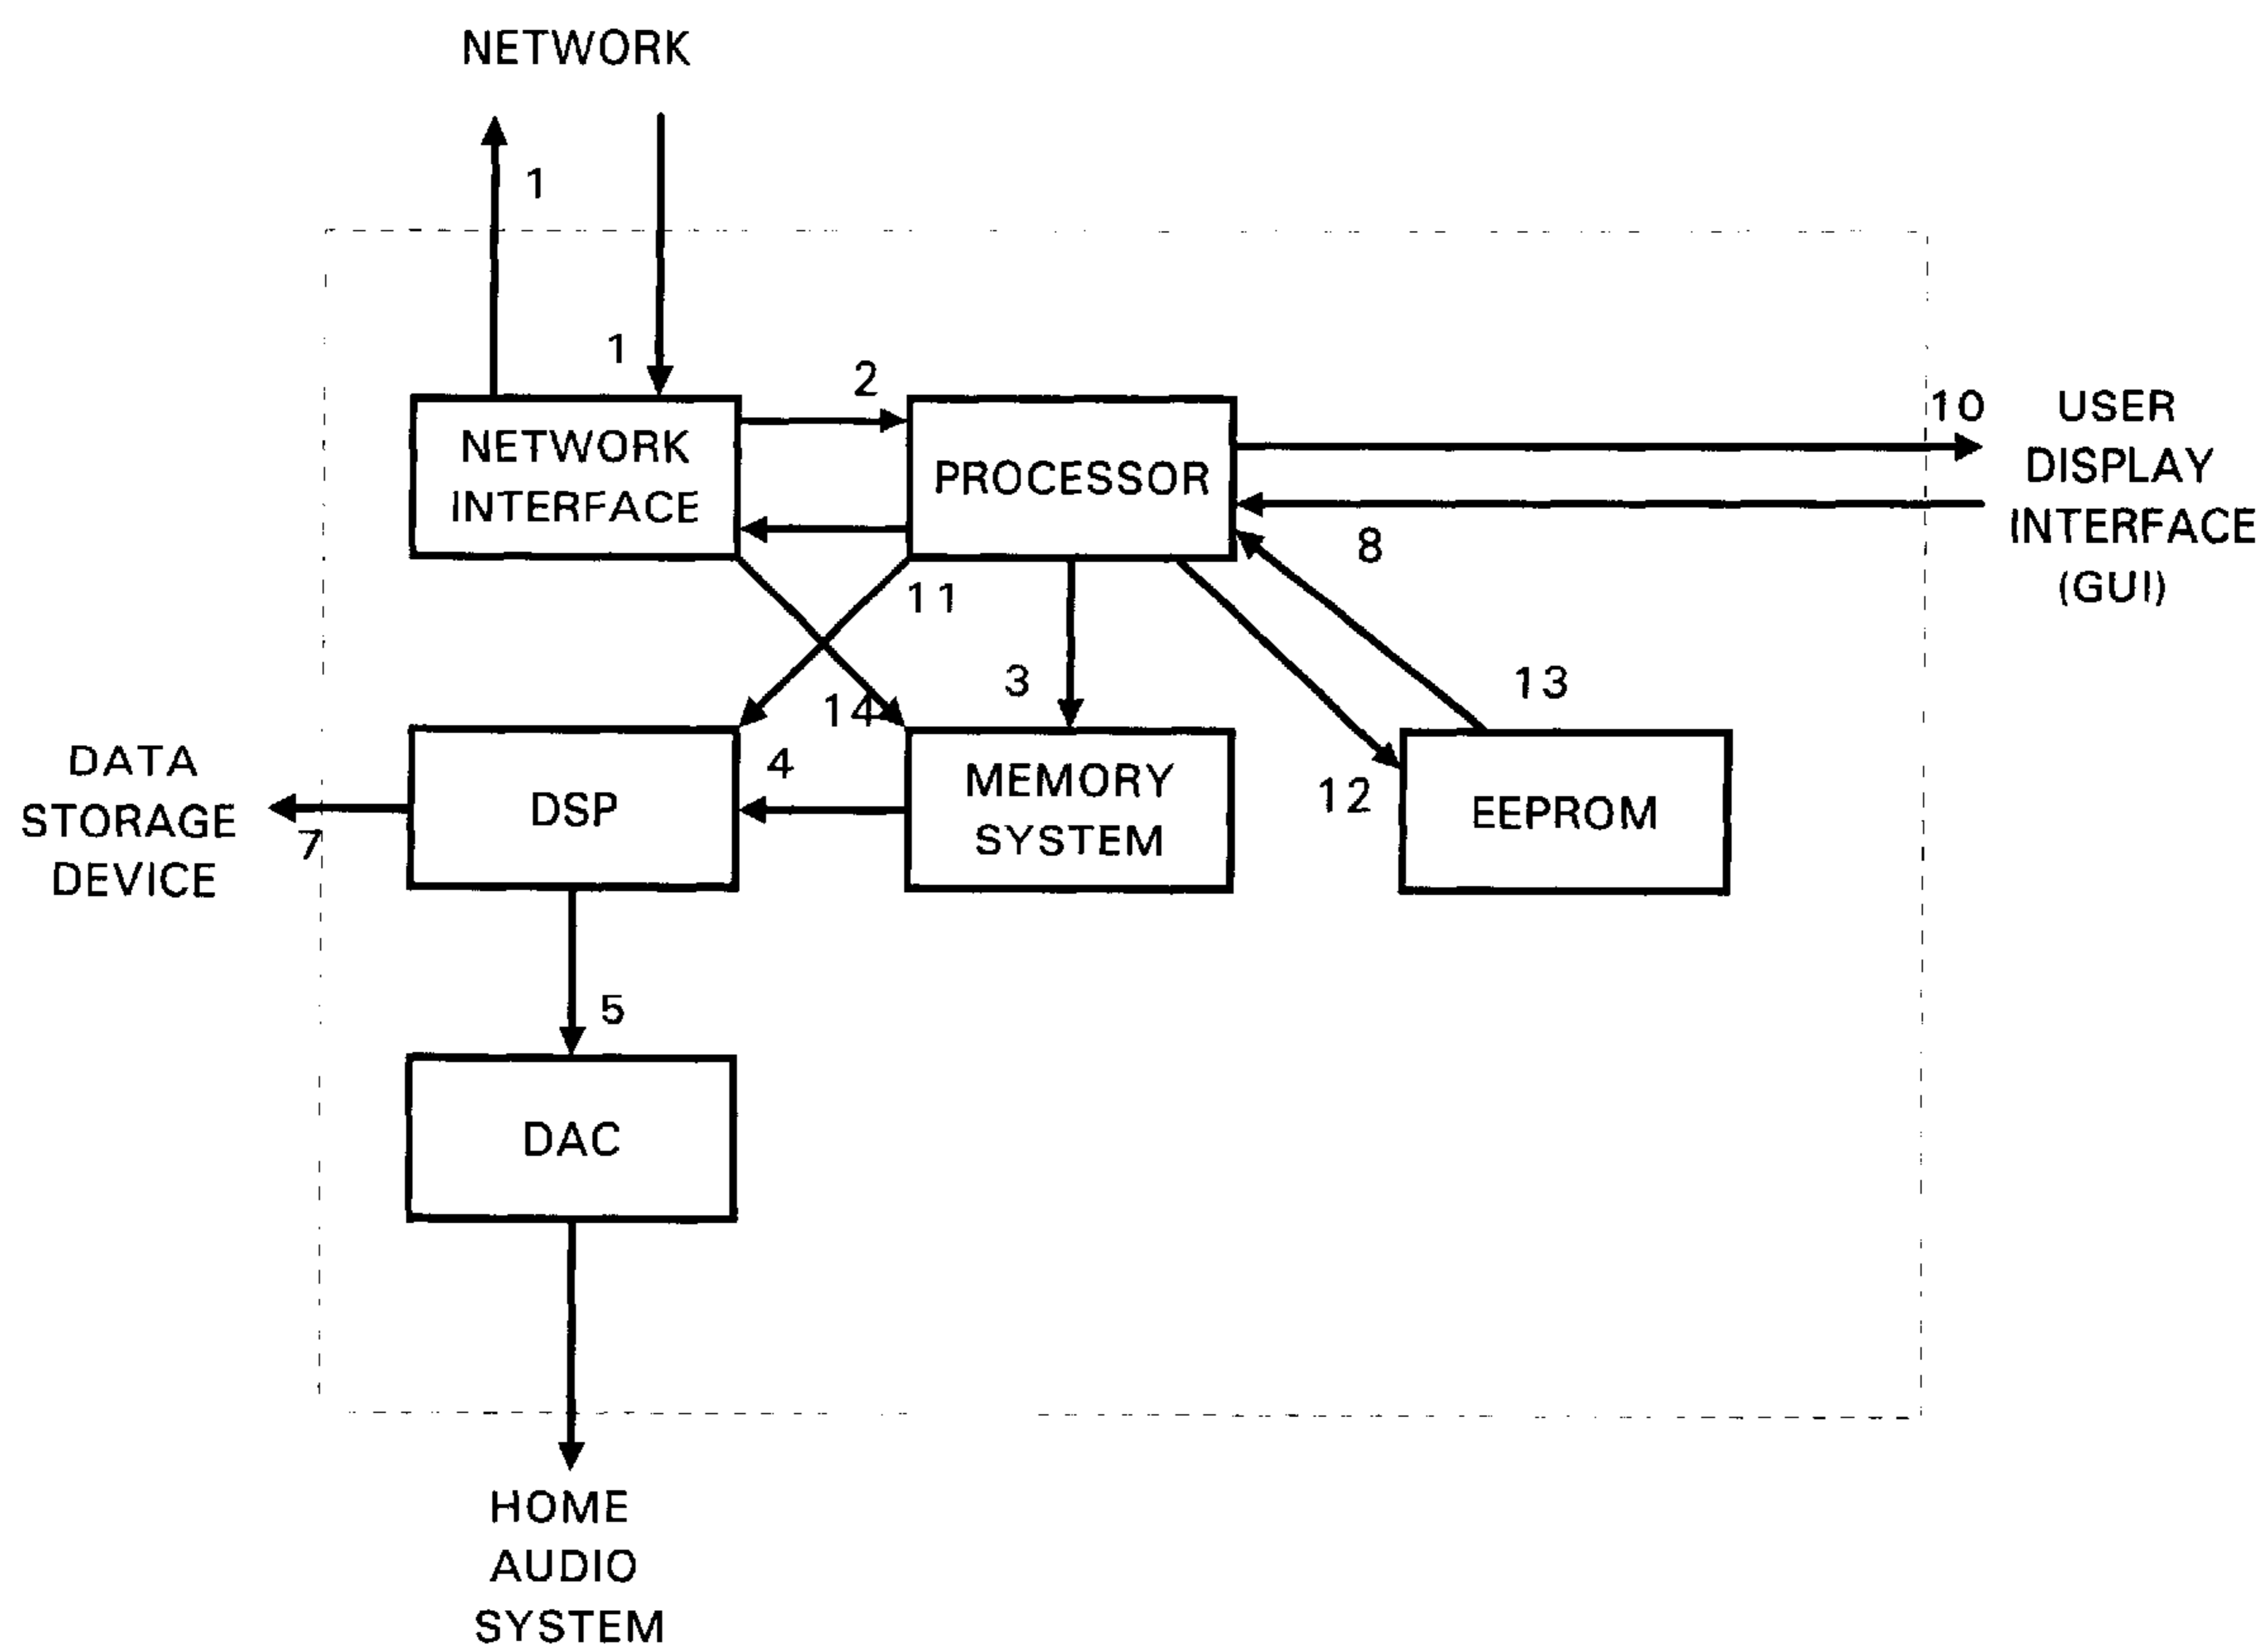 NETWORK
1
1
2
NETWORK
INTERFACE
PROCESSOR
10
USER
DISPLAY
INTERFACE
(GUI)
8
11
3
13
14
4
12
DATA
STORAGE
DEVICE
7
DSP
MEMORY
SYSTEM
EEPROM
5
DAC
HOME
AUDIO
SYSTEM